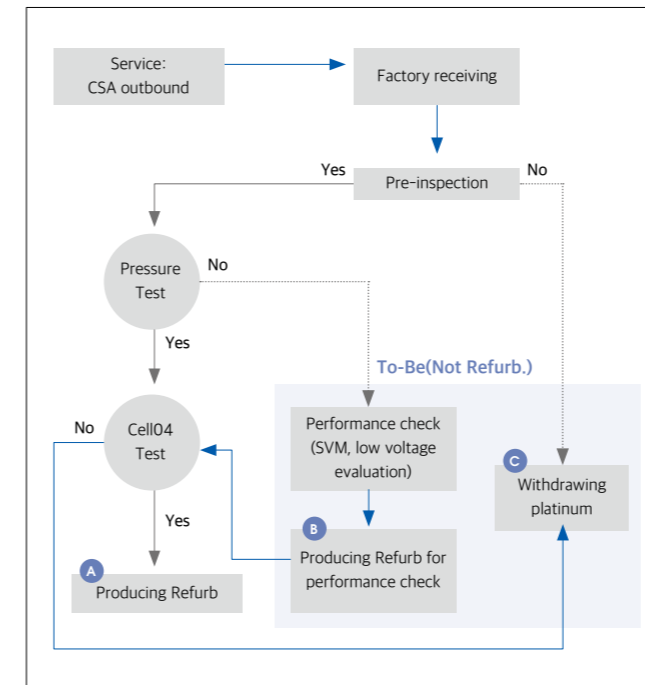 Service:
CSA outbound
Factory receiving
Yes
Pre-inspection
No
Pressure
Test
No
Yes
To-Be(Not Refurb.)
No
Cell04
Test
Performance check
(SVM, low voltage
evaluation)
C
Withdrawing
platinum
Yes
B
Producing Refurb for
performance check
A
Producing Refurb